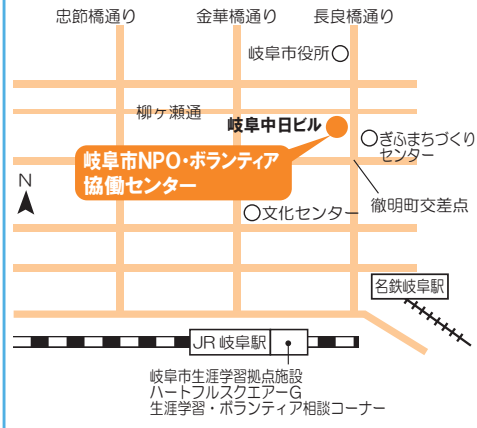 忠節橋通り
金華橋通り
長良橋通り
岐阜市役所
柳ヶ瀬通
岐阜中日ビル
ぎふまちづくり
センター
岐阜市NPO・ボランティア
協働センター
N
徹明町交差点
文化センター
名鉄岐阜駅
JR岐阜駅
岐阜市生涯学習拠点施設
ハートフルスクエアーG
生涯学習・ボランティア相談コーナー